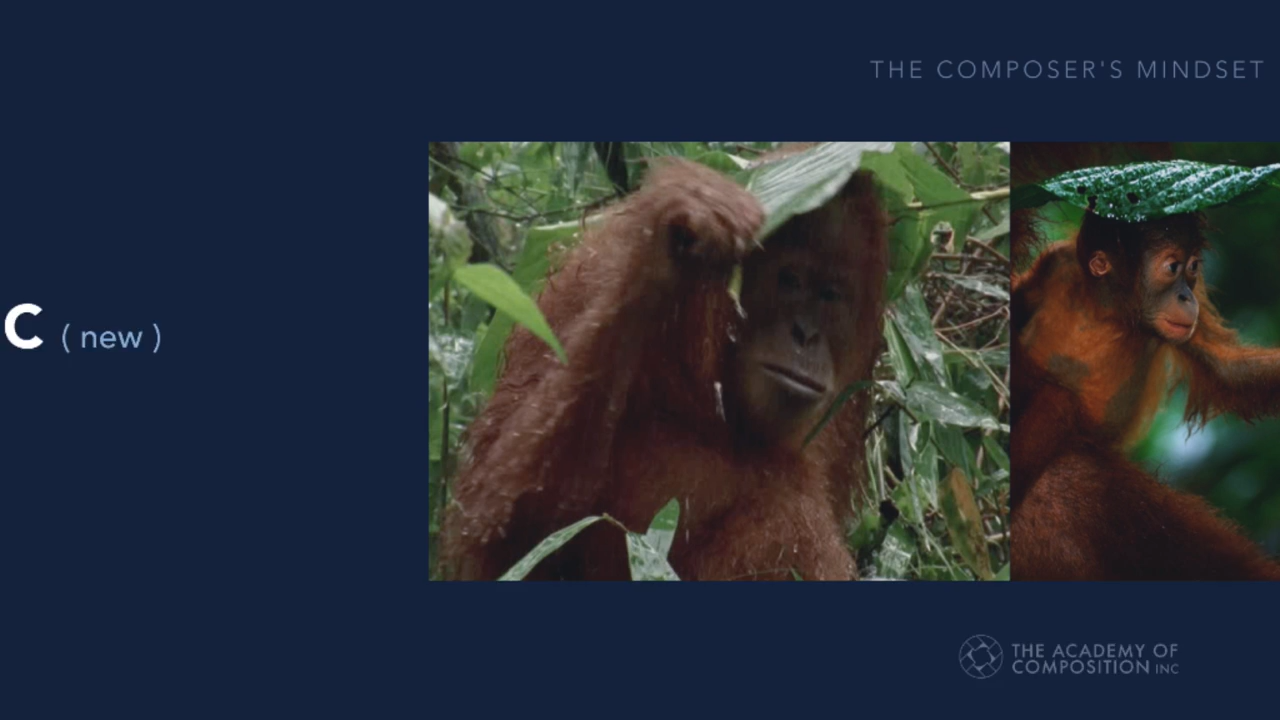 THE COMPOSER'S MINDSET
C ( new )
THE ACADEMY OF
COMPOSITION INC